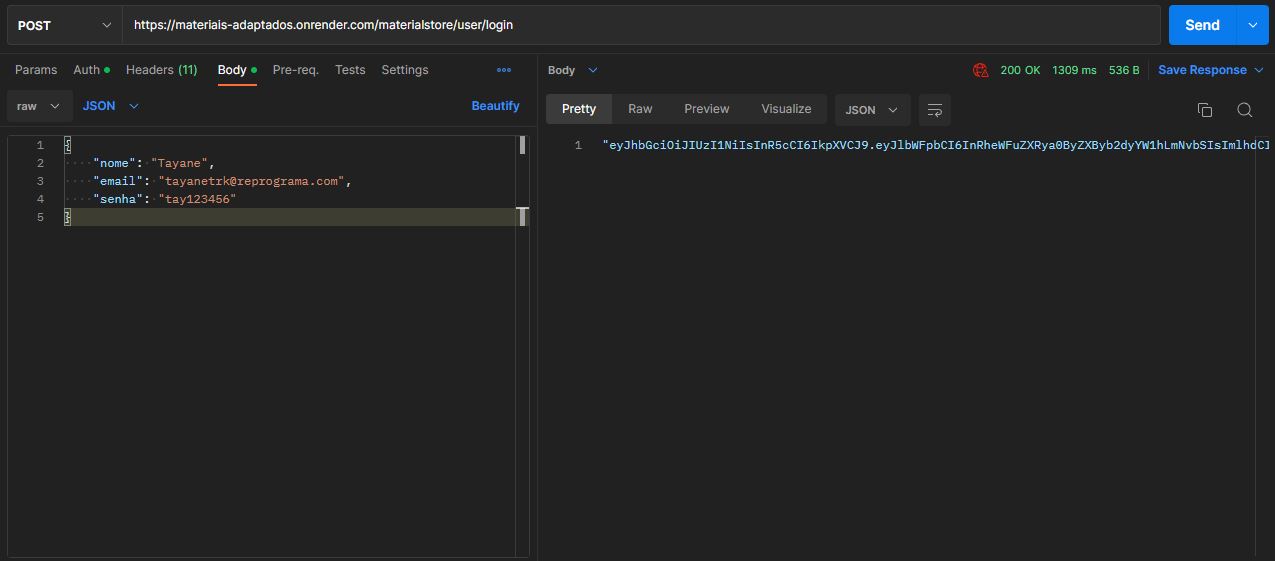 POST https://materiais-adaptados.onrender.com/materialstore/user/login Send
Params Auth Headers (11) Body Pre-req. Tests Settings
Body 200 OK 1309 ms 536 B Save Response
raw JSON Beautify
Pretty Raw Preview Visualize JSON
1 {
2 "nome": "Tayane",
3 "email": "tayanetrk@reprograma.com",
4 "senha": "tay123456"
5 }
1 "eyJhbGciOiJIUzI1NiIsInR5cCI6IkpXVCJ9.eyJlbWFpbCI6InRheWFuZXRya0ByZXByb2dyYW1hLmNvbSIsImlhdCI